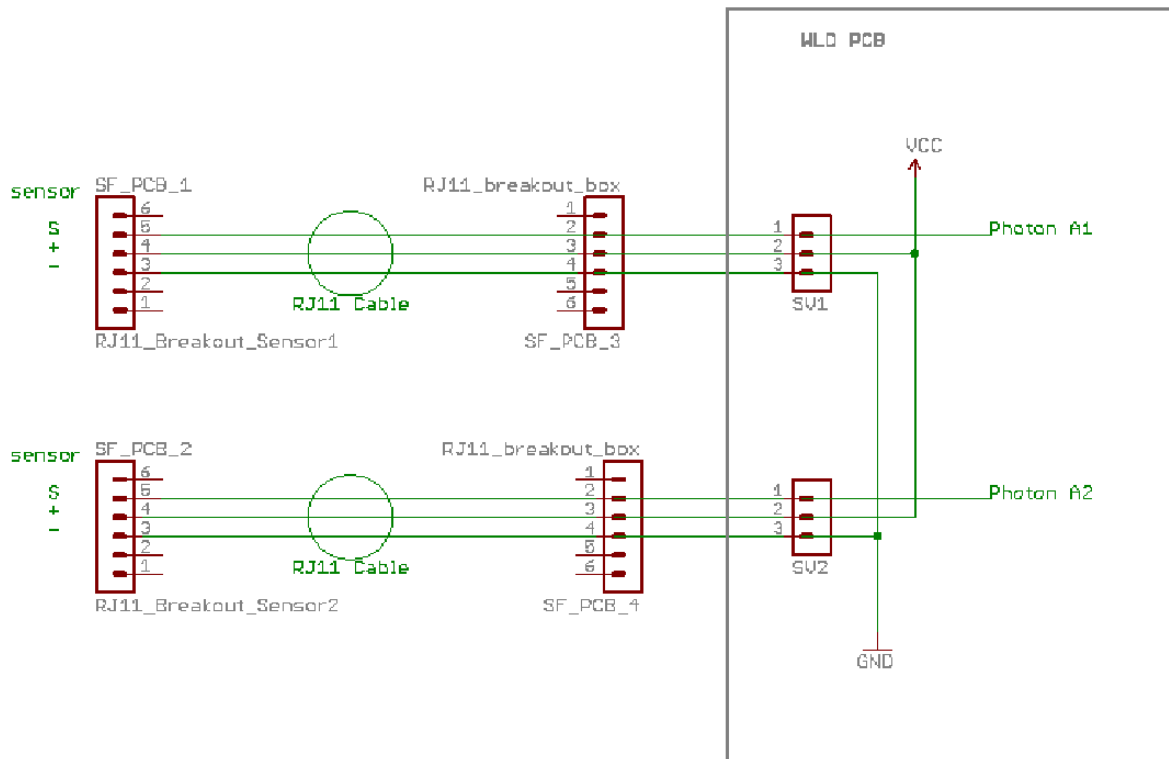 WLD PCB
VCC
sensor
S
+
-
SF_PCB_1
6
5
4
3
2
1
RJ11_Breakout_Sensor1
RJ11 Cable
RJ11_breakout_box
1
2
3
4
5
6
SF_PCB_3
1
2
3
SV1
Photon A1
sensor
S
+
-
SF_PCB_2
6
5
4
3
2
1
RJ11_Breakout_Sensor2
RJ11 Cable
RJ11_breakout_box
1
2
3
4
5
6
SF_PCB_4
1
2
3
SV2
Photon A2
GND